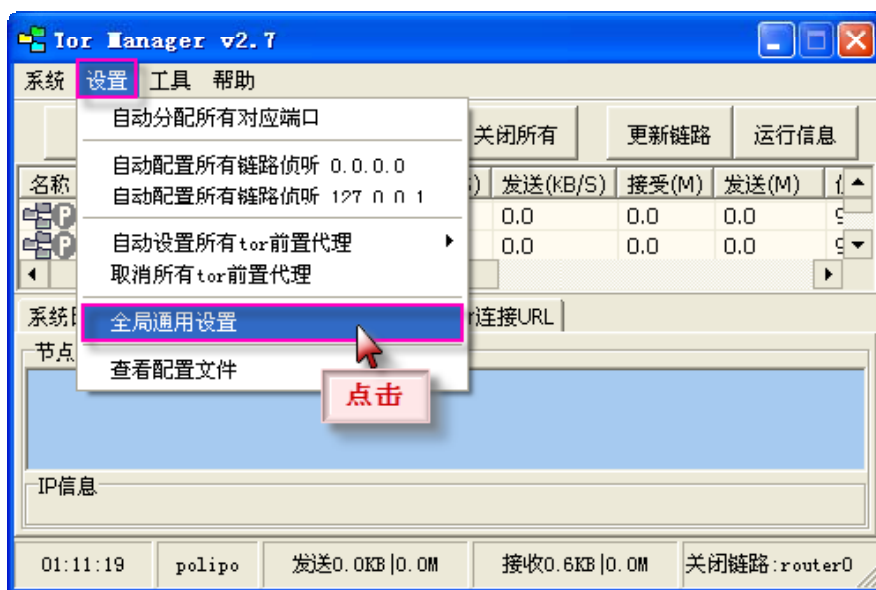 Tor Manager v2.7
系统 设置 工具 帮助
自动分配所有对应端口
关闭所有 更新链路 运行信息
自动配置所有链路侦听 0.0.0.0
名称 发送(KB/S) 接受(M) 发送(M)
自动配置所有链路侦听 127.0.0.1
0.0 0.0 0.0
自动设置所有tor前置代理
0.0 0.0 0.0
取消所有tor前置代理
全局通用设置
系统 连接URL
节点
查看配置文件
点击
IP信息
01:11:19 polipo 发送0.0KB|0.0M 接收0.6KB|0.0M 关闭链路:router0